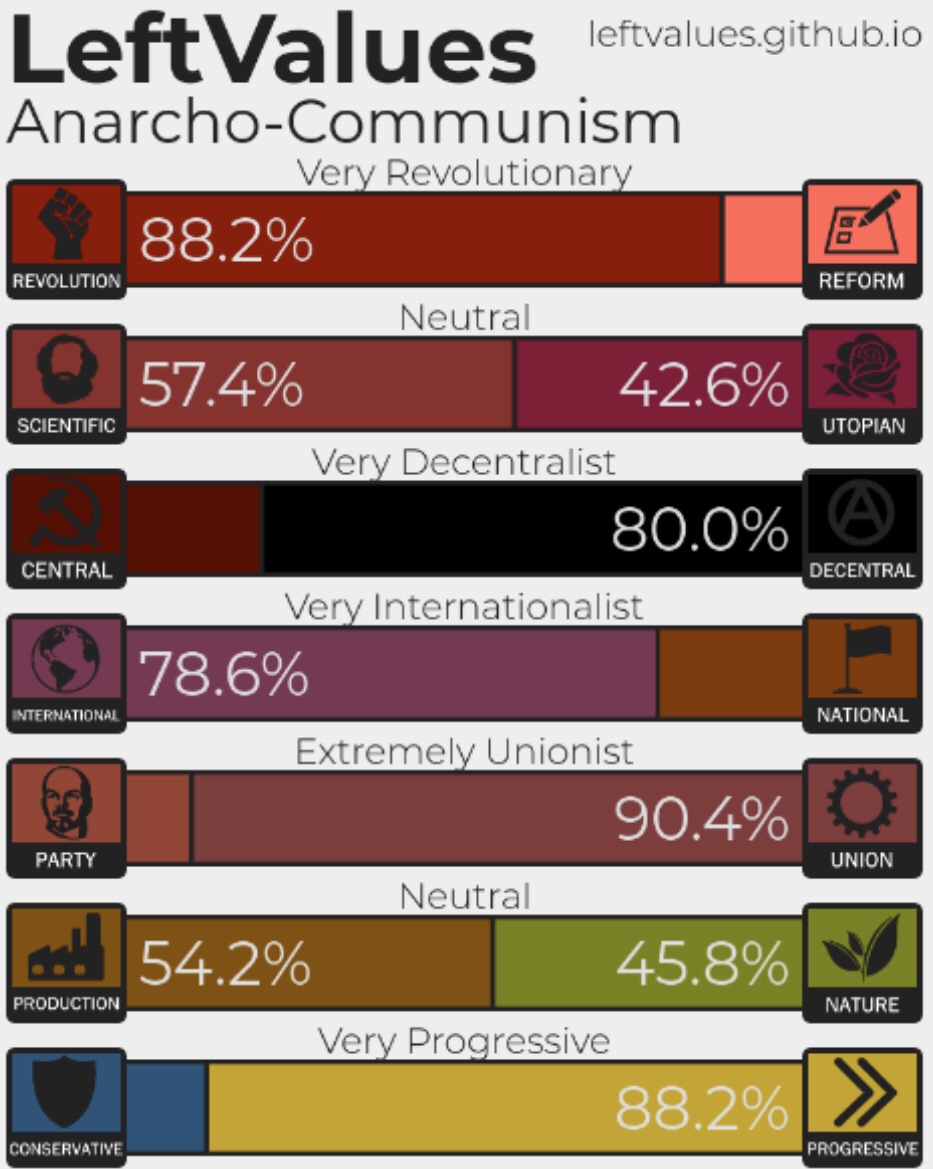 LeftValues leftvalues.github.io
Anarcho-Communism
Very Revolutionary
88.2%
REVOLUTION REFORM
Neutral
57.4% 42.6%
SCIENTIFIC UTOPIAN
Very Decentralist
80.0%
CENTRAL DECENTRAL
Very Internationalist
78.6%
INTERNATIONAL NATIONAL
Extremely Unionist
90.4%
PARTY UNION
Neutral
54.2% 45.8%
PRODUCTION NATURE
Very Progressive
88.2%
CONSERVATIVE PROGRESSIVE